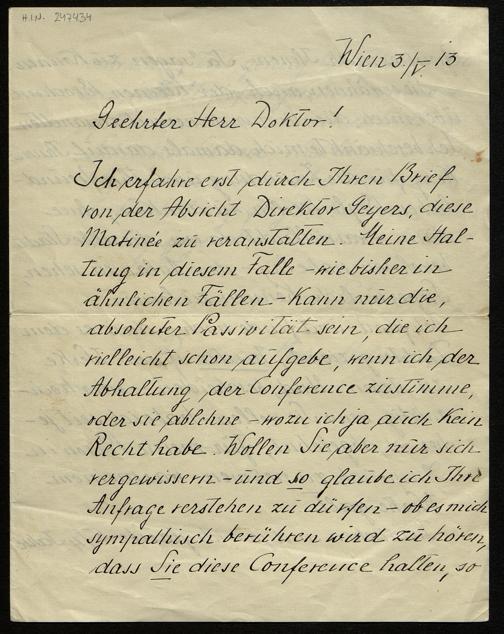 H.I.N. 247434
Wien 3./V. 13
Geehrter Herr Doktor!
Ich erfahre erst durch Ihren Brief
von der Absicht Direktor Geyers, diese
Matinée zu veranstalten. Meine Hal-
tung in diesem Falle – wie bisher in
ähnlichen Fällen – kann nur die,
absoluter Passivität sein, die ich
vielleicht schon aufgebe, wenn ich der
Abhaltung der Conference zustimme,
oder sie ablehne – wozu ich ja auch kein
Recht habe. Wollen Sie aber nur sich
vergewissern – und so glaube ich Ihre
Anfrage verstehen zu dürfen – ob es mich
sympathisch berühren wird zu hören,
dass Sie diese Conference halten, so